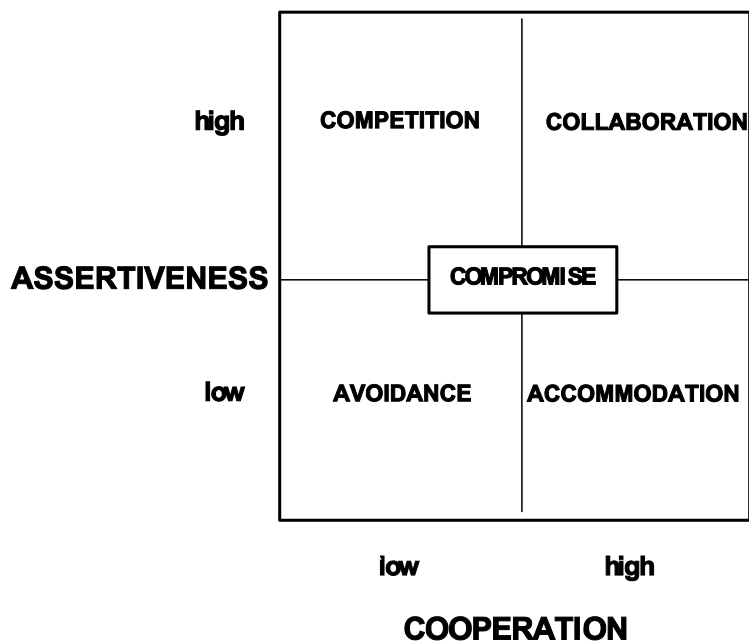 high COMPETITION COLLABORATION
ASSERTIVENESS COMPROMISE
low AVOIDANCE ACCOMMODATION
low high
COOPERATION